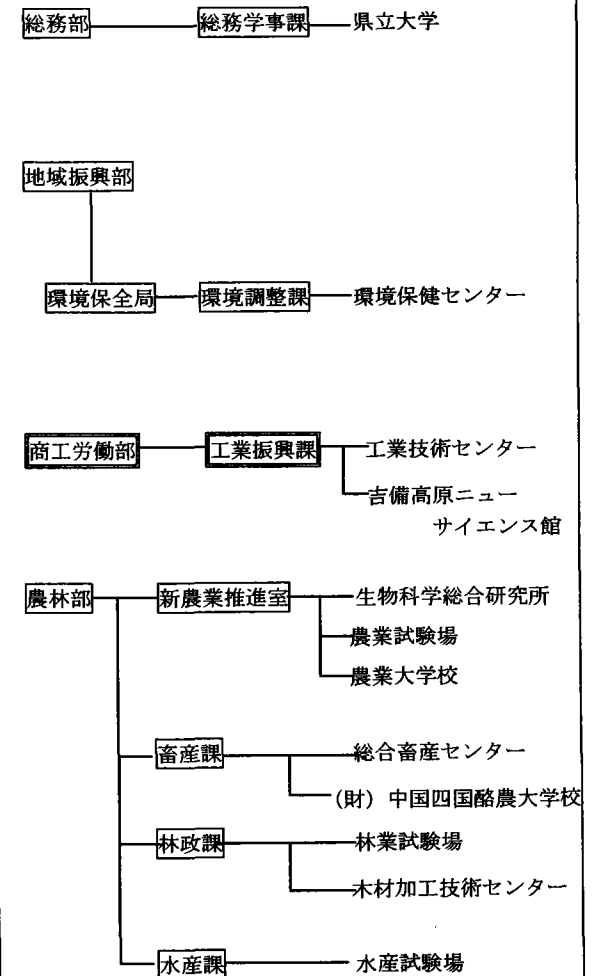 総務部 総務学事課 県立大学
地域振興部
環境保全局 環境調整課 環境保健センター
商工労働部 工業振興課 工業技術センター
吉備高原ニュー
サイエンス館
農林部 新農業推進室 生物科学総合研究所
農業試験場
農業大学校
畜産課 総合畜産センター
(財) 中国四国酪農大学校
林政課 林業試験場
木材加工技術センター
水産課 水産試験場